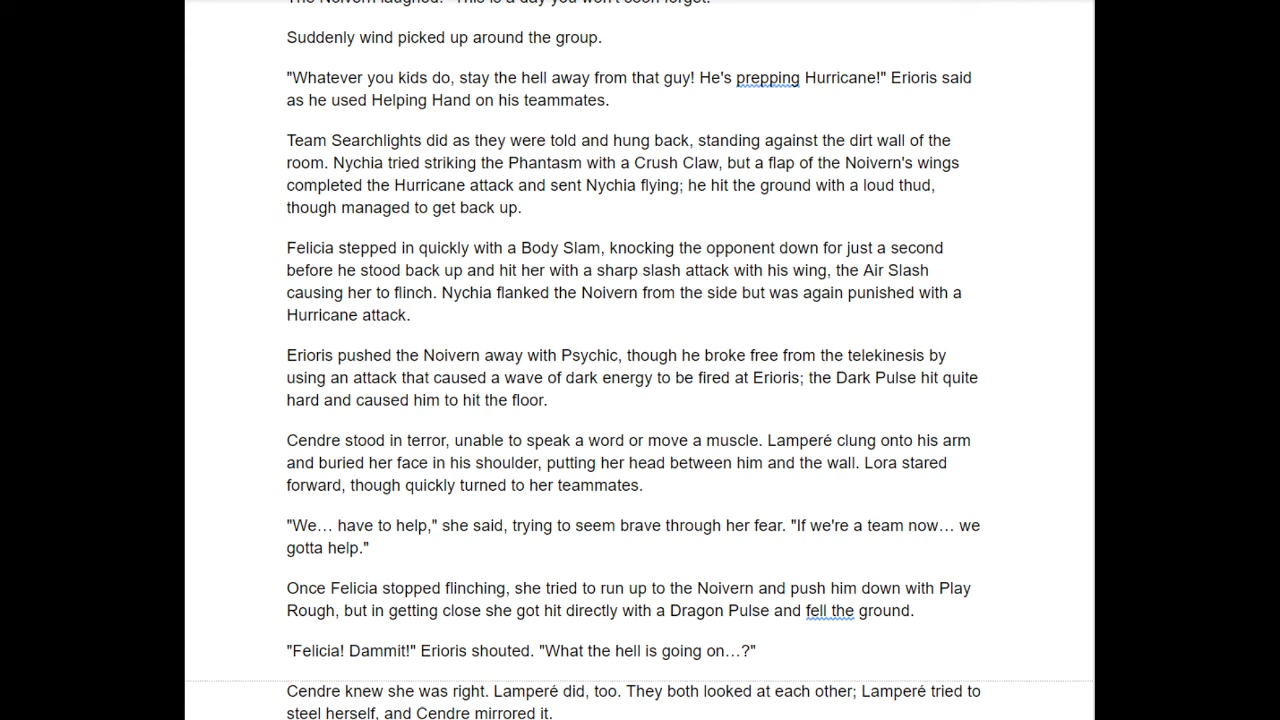 The Noivern laughed. "This is a day you won't soon forget."
Suddenly wind picked up around the group.
"Whatever you kids do, stay the hell away from that guy! He's prepping Hurricane!" Erioris said
as he used Helping Hand on his teammates.
Team Searchlights did as they were told and hung back, standing against the dirt wall of the
room. Nychia tried striking the Phantasm with a Crush Claw, but a flap of the Noivern's wings
completed the Hurricane attack and sent Nychia flying; he hit the ground with a loud thud,
though managed to get back up.
Felicia stepped in quickly with a Body Slam, knocking the opponent down for just a second
before he stood back up and hit her with a sharp slash attack with his wing, the Air Slash
causing her to flinch. Nychia flanked the Noivern from the side but was again punished with a
Hurricane attack.
Erioris pushed the Noivern away with Psychic, though he broke free from the telekinesis by
using an attack that caused a wave of dark energy to be fired at Erioris; the Dark Pulse hit quite
hard and caused him to hit the floor.
Cendre stood in terror, unable to speak a word or move a muscle. Lamperé clung onto his arm
and buried her face in his shoulder, putting her head between him and the wall. Lora stared
forward, though quickly turned to her teammates.
"We… have to help," she said, trying to seem brave through her fear. "If we're a team now… we
gotta help."
Once Felicia stopped flinching, she tried to run up to the Noivern and push him down with Play
Rough, but in getting close she got hit directly with a Dragon Pulse and fell the ground.
"Felicia! Dammit!" Erioris shouted. "What the hell is going on…?"
Cendre knew she was right. Lamperé did, too. They both looked at each other; Lamperé tried to
steel herself, and Cendre mirrored it.